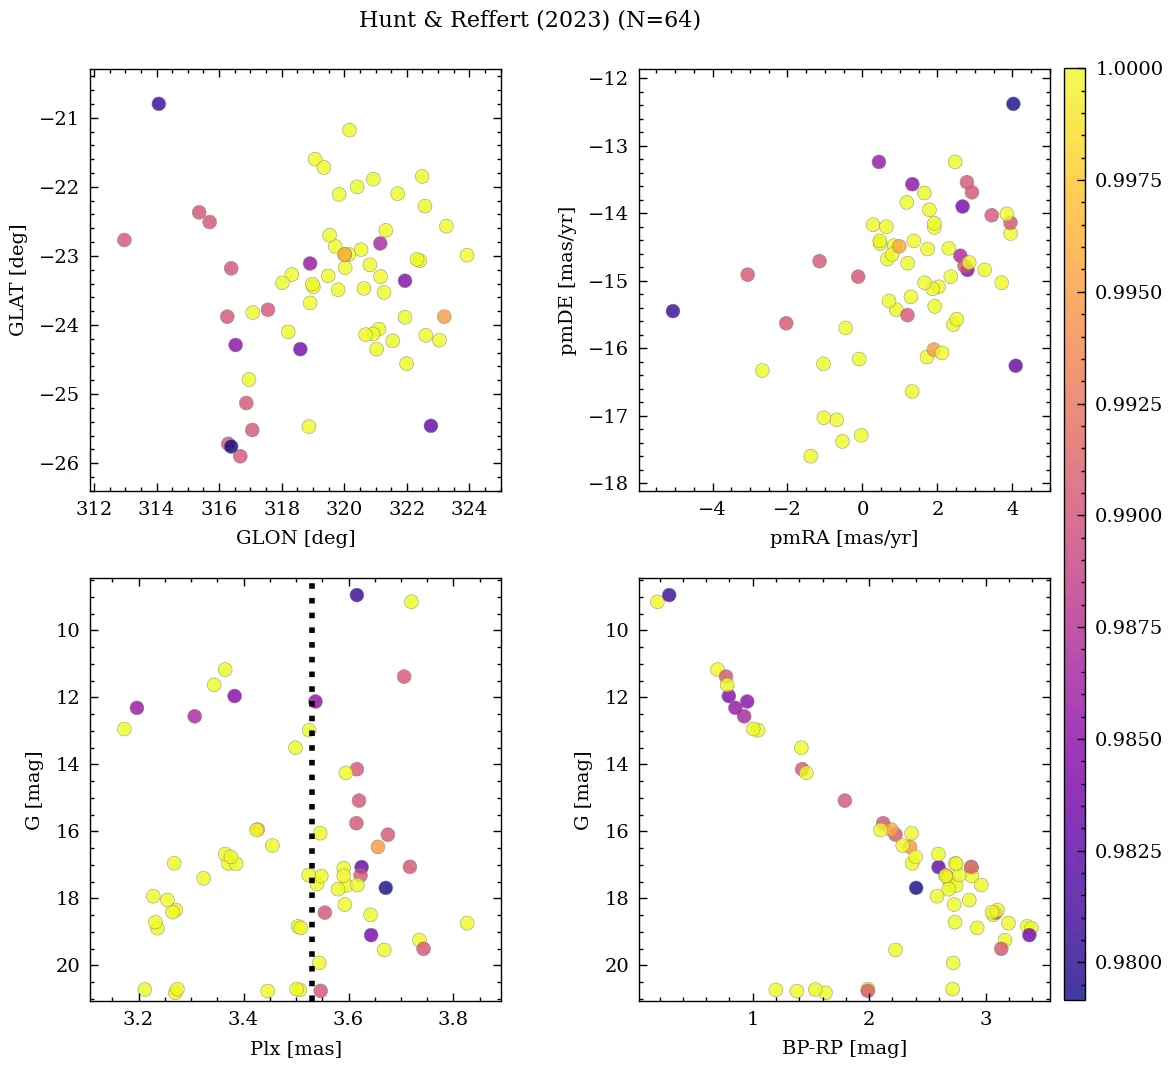 Hunt & Reffert (2023) (N=64)
−21
−22
−23
−24
−25
−26
GLAT [deg]
312 314 316 318 320 322 324
GLON [deg]
−12
−13
−14
−15
−16
−17
−18
pmDE [mas/yr]
−4 −2 0 2 4
pmRA [mas/yr]
10
12
14
16
18
20
G [mag]
3.2 3.4 3.6 3.8
Plx [mas]
10
12
14
16
18
20
G [mag]
1 2 3
BP-RP [mag]
1.0000
0.9975
0.9950
0.9925
0.9900
0.9875
0.9850
0.9825
0.9800